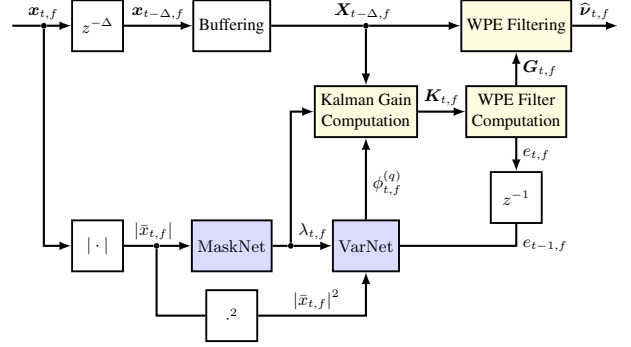 𝒙_{t,f}
z^{−Δ}
𝒙_{t−Δ,f}
Buffering
𝑿_{t−Δ,f}
WPE Filtering
𝝂̂_{t,f}
𝑮_{t,f}
Kalman Gain
Computation
𝑲_{t,f}
WPE Filter
Computation
e_{t,f}
ϕ_{t,f}^{(q)}
z^{−1}
|·|
|x̄_{t,f}|
MaskNet
λ_{t,f}
VarNet
e_{t−1,f}
·²
|x̄_{t,f}|²